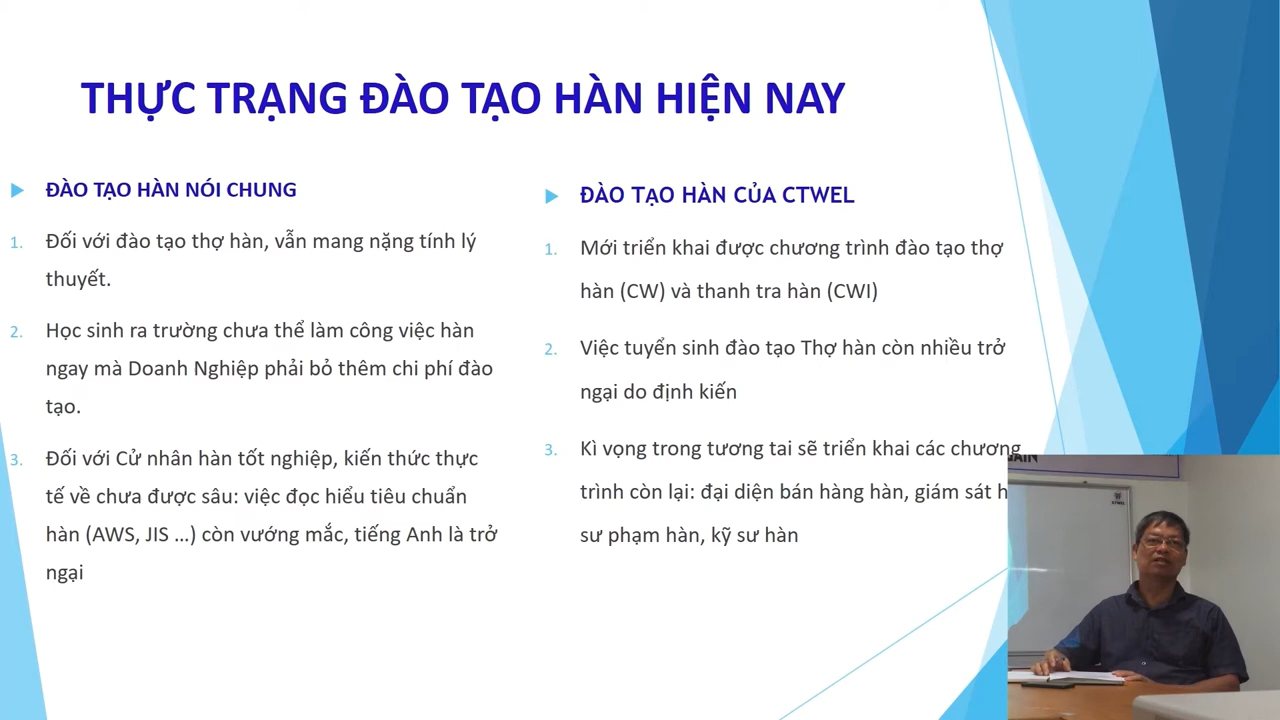 THỰC TRẠNG ĐÀO TẠO HÀN HIỆN NAY
ĐÀO TẠO HÀN NÓI CHUNG
1. Đối với đào tạo thợ hàn, vẫn mang nặng tính lý
thuyết.
2. Học sinh ra trường chưa thể làm công việc hàn
ngay mà Doanh Nghiệp phải bỏ thêm chi phí đào
tạo.
3. Đối với Cử nhân hàn tốt nghiệp, kiến thức thực
tế về chưa được sâu: việc đọc hiểu tiêu chuẩn
hàn (AWS, JIS ...) còn vướng mắc, tiếng Anh là trở
ngại
ĐÀO TẠO HÀN CỦA CTWEL
1. Mới triển khai được chương trình đào tạo thợ
hàn (CW) và thanh tra hàn (CWI)
2. Việc tuyển sinh đào tạo Thợ hàn còn nhiều trở
ngại do định kiến
3. Kì vọng trong tương tai sẽ triển khai các chương
trình còn lại: đại diện bán hàng hàn, giám sát h
sư phạm hàn, kỹ sư hàn